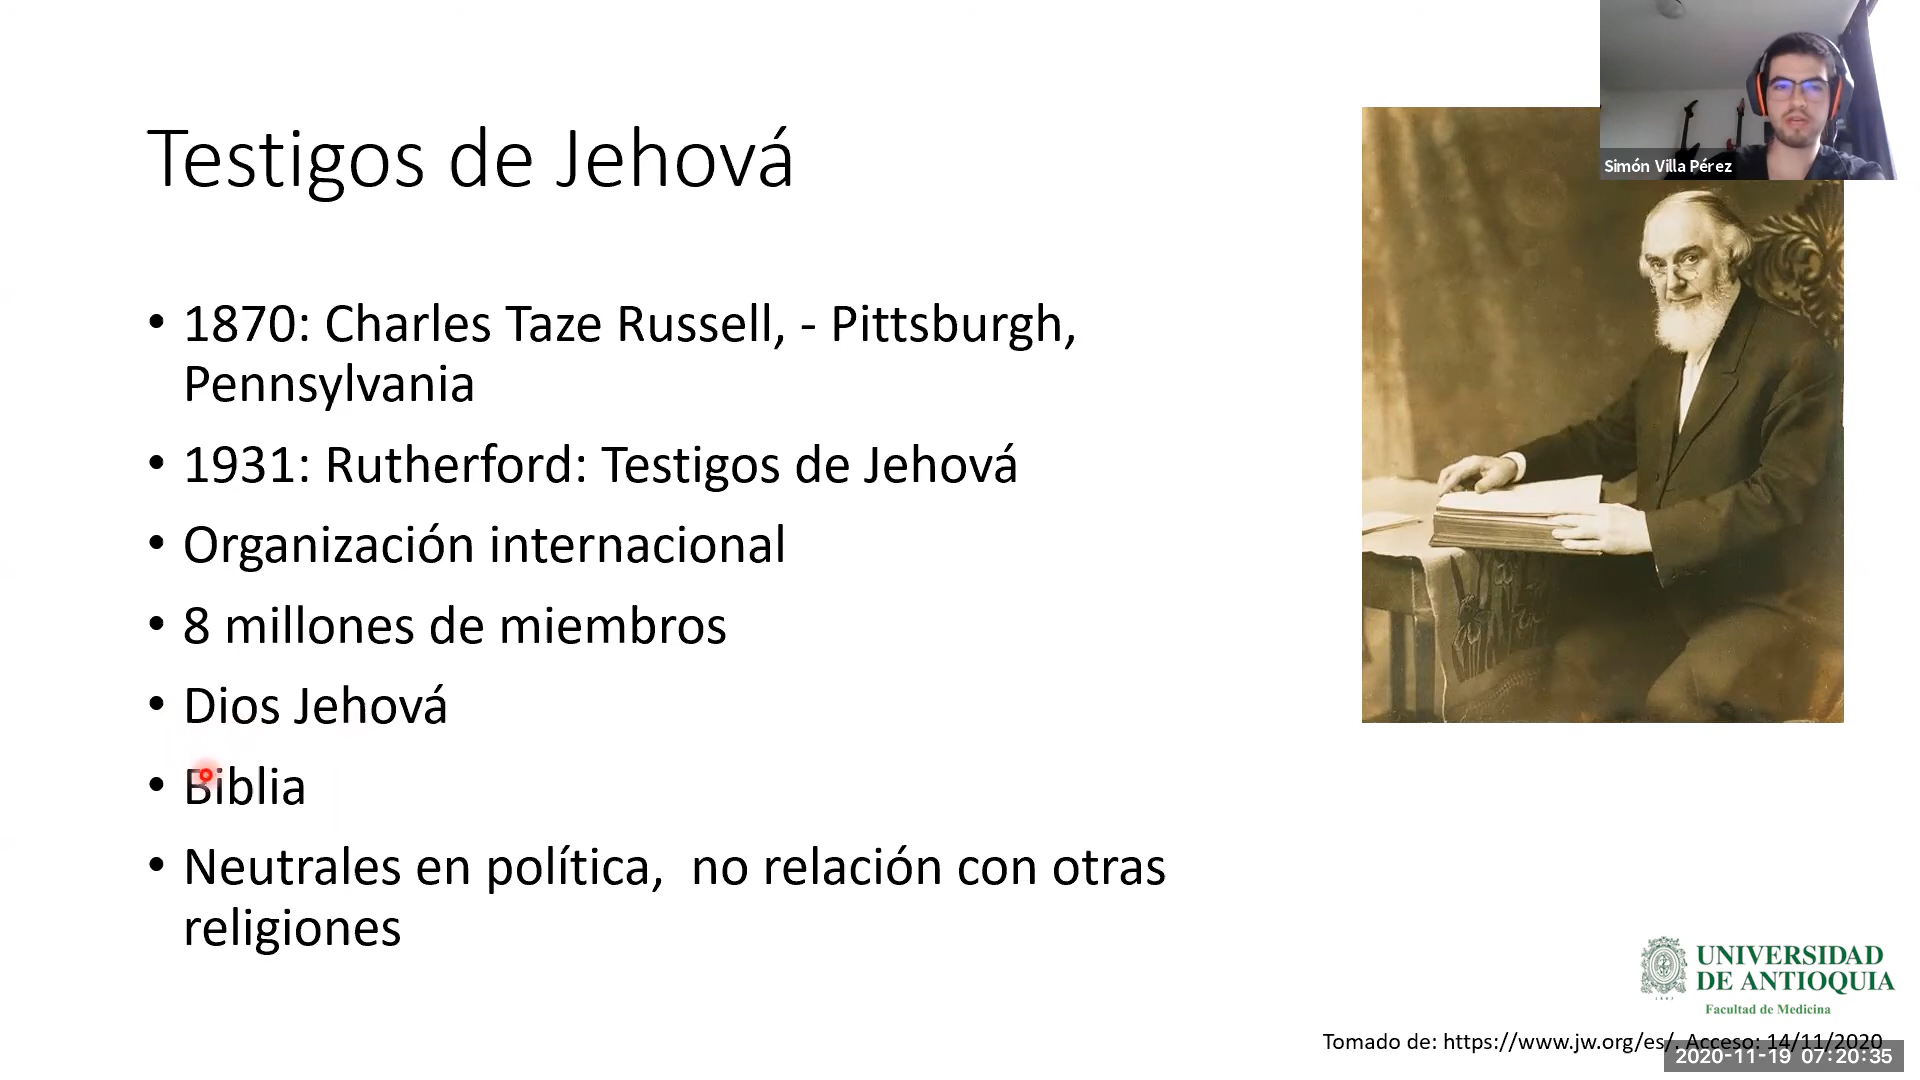 Testigos de Jehová
Simón Villa Pérez
• 1870: Charles Taze Russell, - Pittsburgh,
Pennsylvania
• 1931: Rutherford: Testigos de Jehová
• Organización internacional
• 8 millones de miembros
• Dios Jehová
• Biblia
• Neutrales en política,  no relación con otras
religiones
UNIVERSIDAD
DE ANTIOQUIA
1803
Facultad de Medicina
Tomado de: https://www.jw.org/es/. Acceso: 14/11/2020
2020-11-19 07:20:35